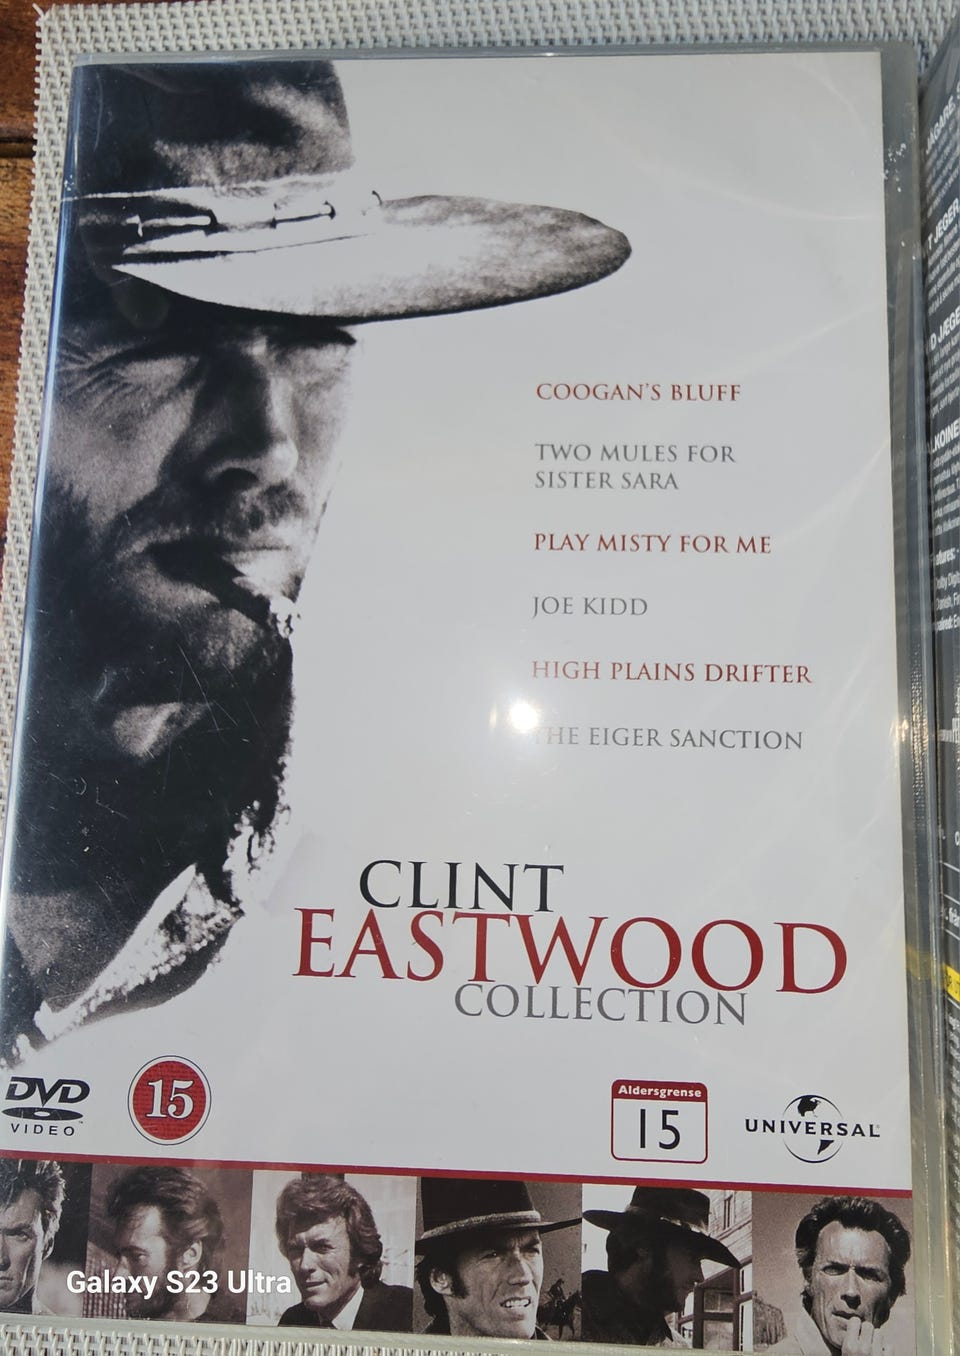 COOGAN'S BLUFF
TWO MULES FOR
SISTER SARA
PLAY MISTY FOR ME
JOE KIDD
HIGH PLAINS DRIFTER
THE EIGER SANCTION
CLINT
EASTWOOD
COLLECTION
DVD
VIDEO
15
Aldersgrense
15
UNIVERSAL
Galaxy S23 Ultra